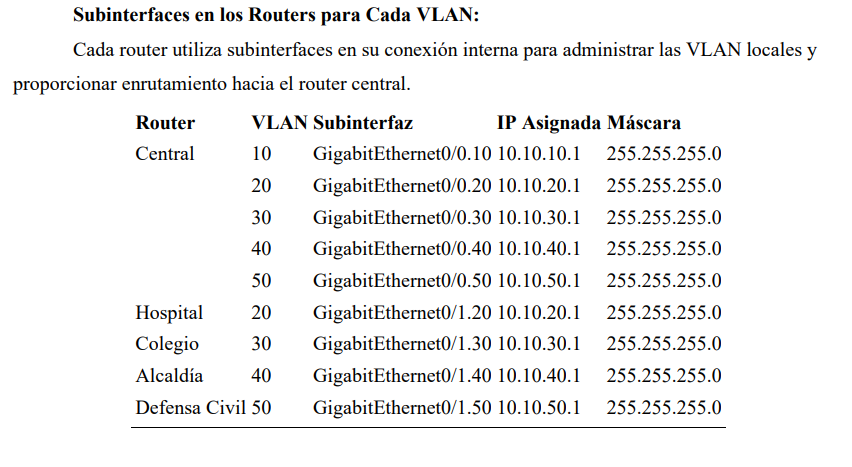 Subinterfaces en los Routers para Cada VLAN:
Cada router utiliza subinterfaces en su conexión interna para administrar las VLAN locales y
proporcionar enrutamiento hacia el router central.
Router VLAN Subinterfaz IP Asignada Máscara
Central 10 GigabitEthernet0/0.10 10.10.10.1 255.255.255.0
20 GigabitEthernet0/0.20 10.10.20.1 255.255.255.0
30 GigabitEthernet0/0.30 10.10.30.1 255.255.255.0
40 GigabitEthernet0/0.40 10.10.40.1 255.255.255.0
50 GigabitEthernet0/0.50 10.10.50.1 255.255.255.0
Hospital 20 GigabitEthernet0/1.20 10.10.20.1 255.255.255.0
Colegio 30 GigabitEthernet0/1.30 10.10.30.1 255.255.255.0
Alcaldía 40 GigabitEthernet0/1.40 10.10.40.1 255.255.255.0
Defensa Civil 50 GigabitEthernet0/1.50 10.10.50.1 255.255.255.0